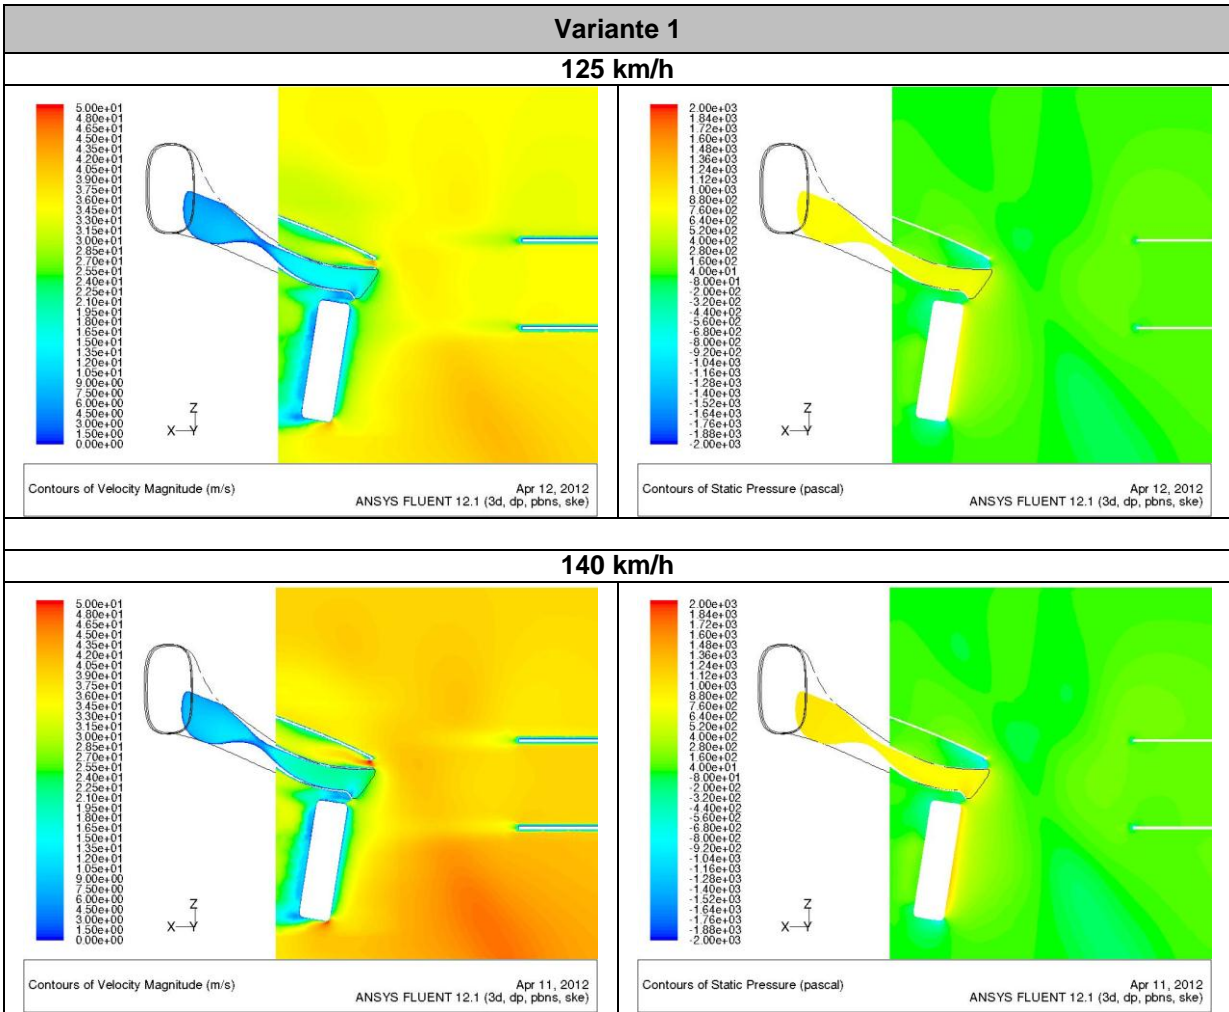 Variante 1
125 km/h
5.00e+01
4.80e+01
4.65e+01
4.50e+01
4.35e+01
4.20e+01
4.05e+01
3.90e+01
3.75e+01
3.60e+01
3.45e+01
3.30e+01
3.15e+01
3.00e+01
2.85e+01
2.70e+01
2.55e+01
2.40e+01
2.25e+01
2.10e+01
1.95e+01
1.80e+01
1.65e+01
1.50e+01
1.35e+01
1.20e+01
1.05e+01
9.00e+00
7.50e+00
6.00e+00
4.50e+00
3.00e+00
1.50e+00
0.00e+00
Z
X Y
Contours of Velocity Magnitude (m/s)
Apr 12, 2012
ANSYS FLUENT 12.1 (3d, dp, pbns, ske)
2.00e+03
1.84e+03
1.72e+03
1.60e+03
1.48e+03
1.36e+03
1.24e+03
1.12e+03
1.00e+03
8.80e+02
7.60e+02
6.40e+02
5.20e+02
4.00e+02
2.80e+02
1.60e+02
4.00e+01
-8.00e+01
-2.00e+02
-3.20e+02
-4.40e+02
-5.60e+02
-6.80e+02
-8.00e+02
-9.20e+02
-1.04e+03
-1.16e+03
-1.28e+03
-1.40e+03
-1.52e+03
-1.64e+03
-1.76e+03
-1.88e+03
-2.00e+03
Z
X Y
Contours of Static Pressure (pascal)
Apr 12, 2012
ANSYS FLUENT 12.1 (3d, dp, pbns, ske)
140 km/h
5.00e+01
4.80e+01
4.65e+01
4.50e+01
4.35e+01
4.20e+01
4.05e+01
3.90e+01
3.75e+01
3.60e+01
3.45e+01
3.30e+01
3.15e+01
3.00e+01
2.85e+01
2.70e+01
2.55e+01
2.40e+01
2.25e+01
2.10e+01
1.95e+01
1.80e+01
1.65e+01
1.50e+01
1.35e+01
1.20e+01
1.05e+01
9.00e+00
7.50e+00
6.00e+00
4.50e+00
3.00e+00
1.50e+00
0.00e+00
Z
X Y
Contours of Velocity Magnitude (m/s)
Apr 11, 2012
ANSYS FLUENT 12.1 (3d, dp, pbns, ske)
2.00e+03
1.84e+03
1.72e+03
1.60e+03
1.48e+03
1.36e+03
1.24e+03
1.12e+03
1.00e+03
8.80e+02
7.60e+02
6.40e+02
5.20e+02
4.00e+02
2.80e+02
1.60e+02
4.00e+01
-8.00e+01
-2.00e+02
-3.20e+02
-4.40e+02
-5.60e+02
-6.80e+02
-8.00e+02
-9.20e+02
-1.04e+03
-1.16e+03
-1.28e+03
-1.40e+03
-1.52e+03
-1.64e+03
-1.76e+03
-1.88e+03
-2.00e+03
Z
X Y
Contours of Static Pressure (pascal)
Apr 11, 2012
ANSYS FLUENT 12.1 (3d, dp, pbns, ske)